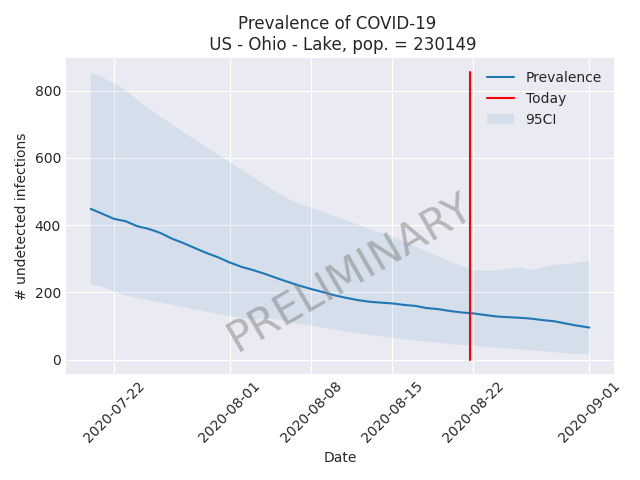 Prevalence of COVID-19
US - Ohio - Lake, pop. = 230149
Prevalence
Today
95CI
800
600
400
200
0
# undetected infections
PRELIMINARY
2020-07-22
2020-08-01
2020-08-08
2020-08-15
2020-08-22
2020-09-01
Date